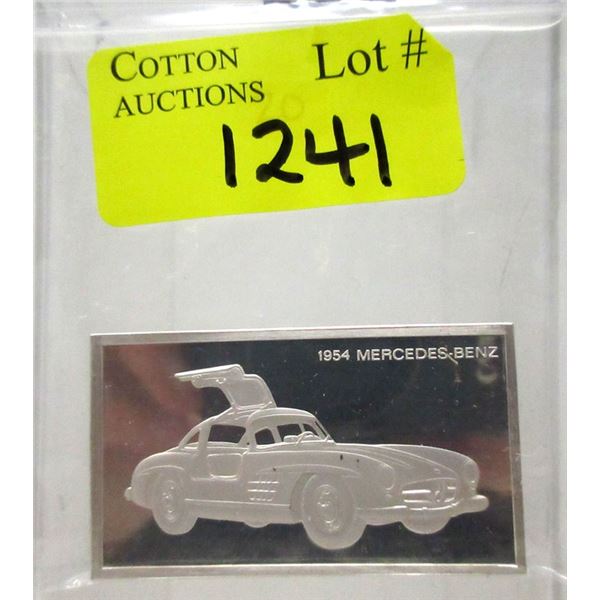 COTTON Lot #
AUCTIONS
1241
1954 MERCEDES-BENZ